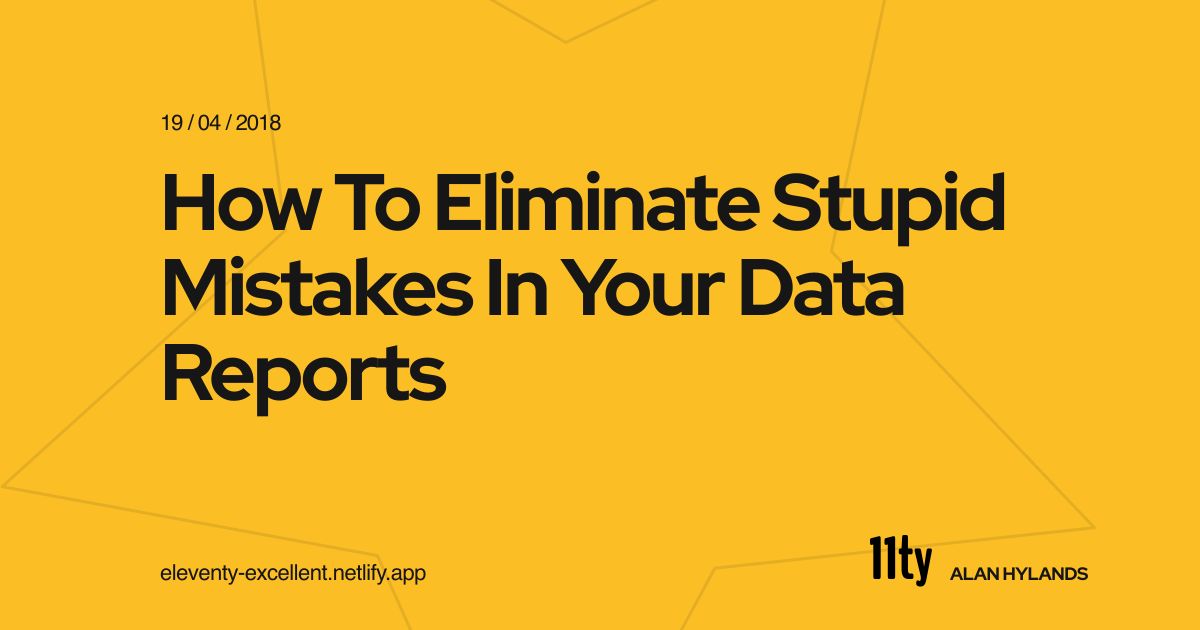 19 / 04 / 2018
How To Eliminate Stupid
Mistakes In Your Data
Reports
eleventy-excellent.netlify.app
11ty
ALAN HYLANDS